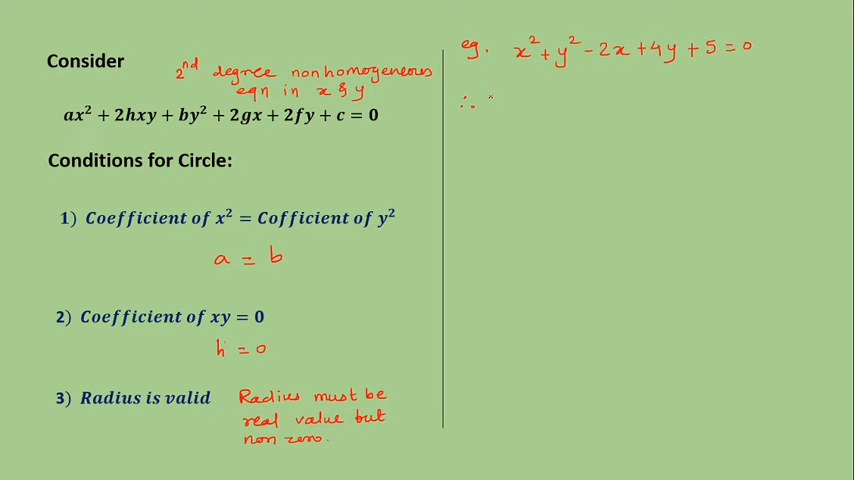 Consider
2nd degree nonhomogeneous
eqn in x & y
ax² + 2hxy + by² + 2gx + 2fy + c = 0
Conditions for Circle:
1) Coefficient of x² = Cofficient of y²
a = b
2) Coefficient of xy = 0
h = 0
3) Radius is valid
Radius must be
real value but
non zero.
eg. x² + y² - 2x + 4y + 5 = 0
∴